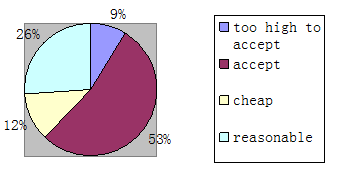 9%
26%
12%
53%
too high to
accept
accept
cheap
reasonable